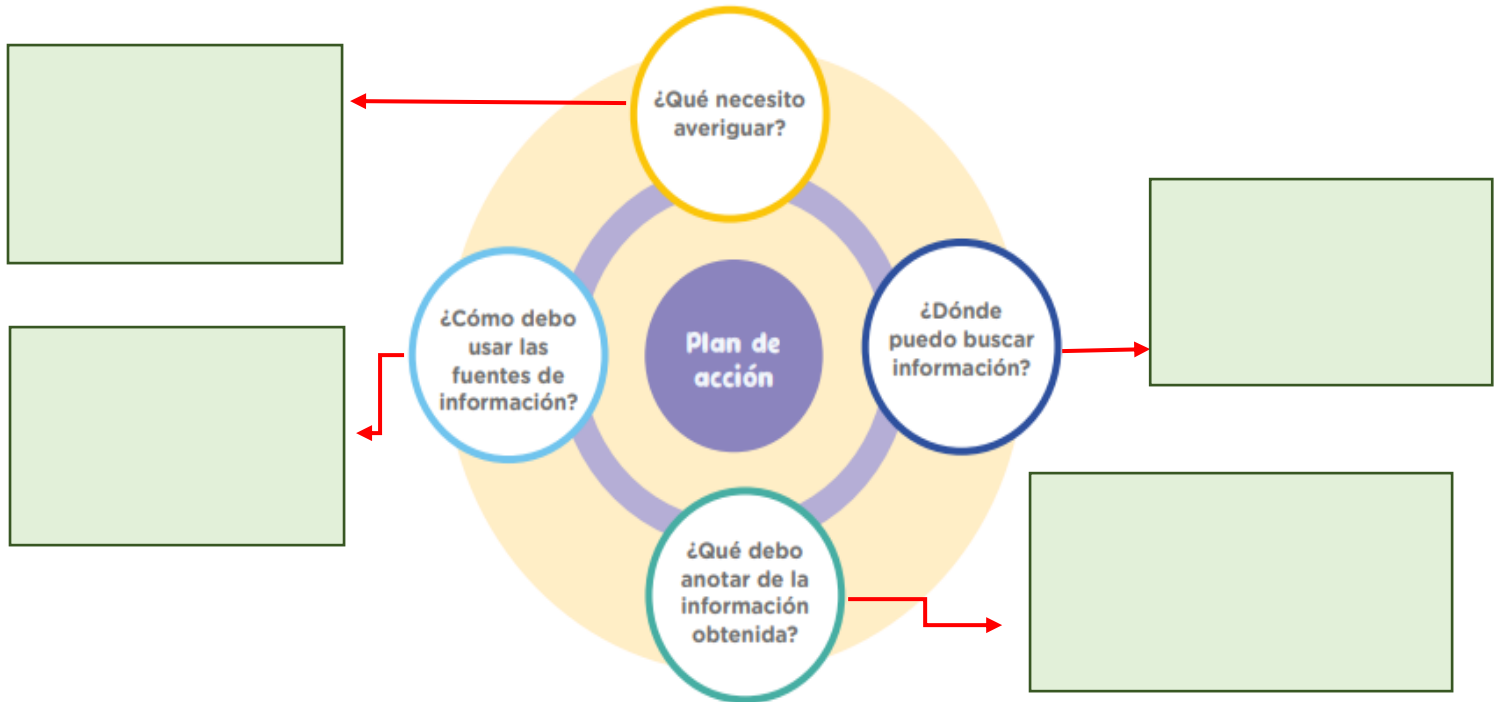 ¿Qué necesito
averiguar?
¿Dónde
puedo buscar
información?
¿Cómo debo
usar las
fuentes de
información?
Plan de
acción
¿Qué debo
anotar de la
información
obtenida?